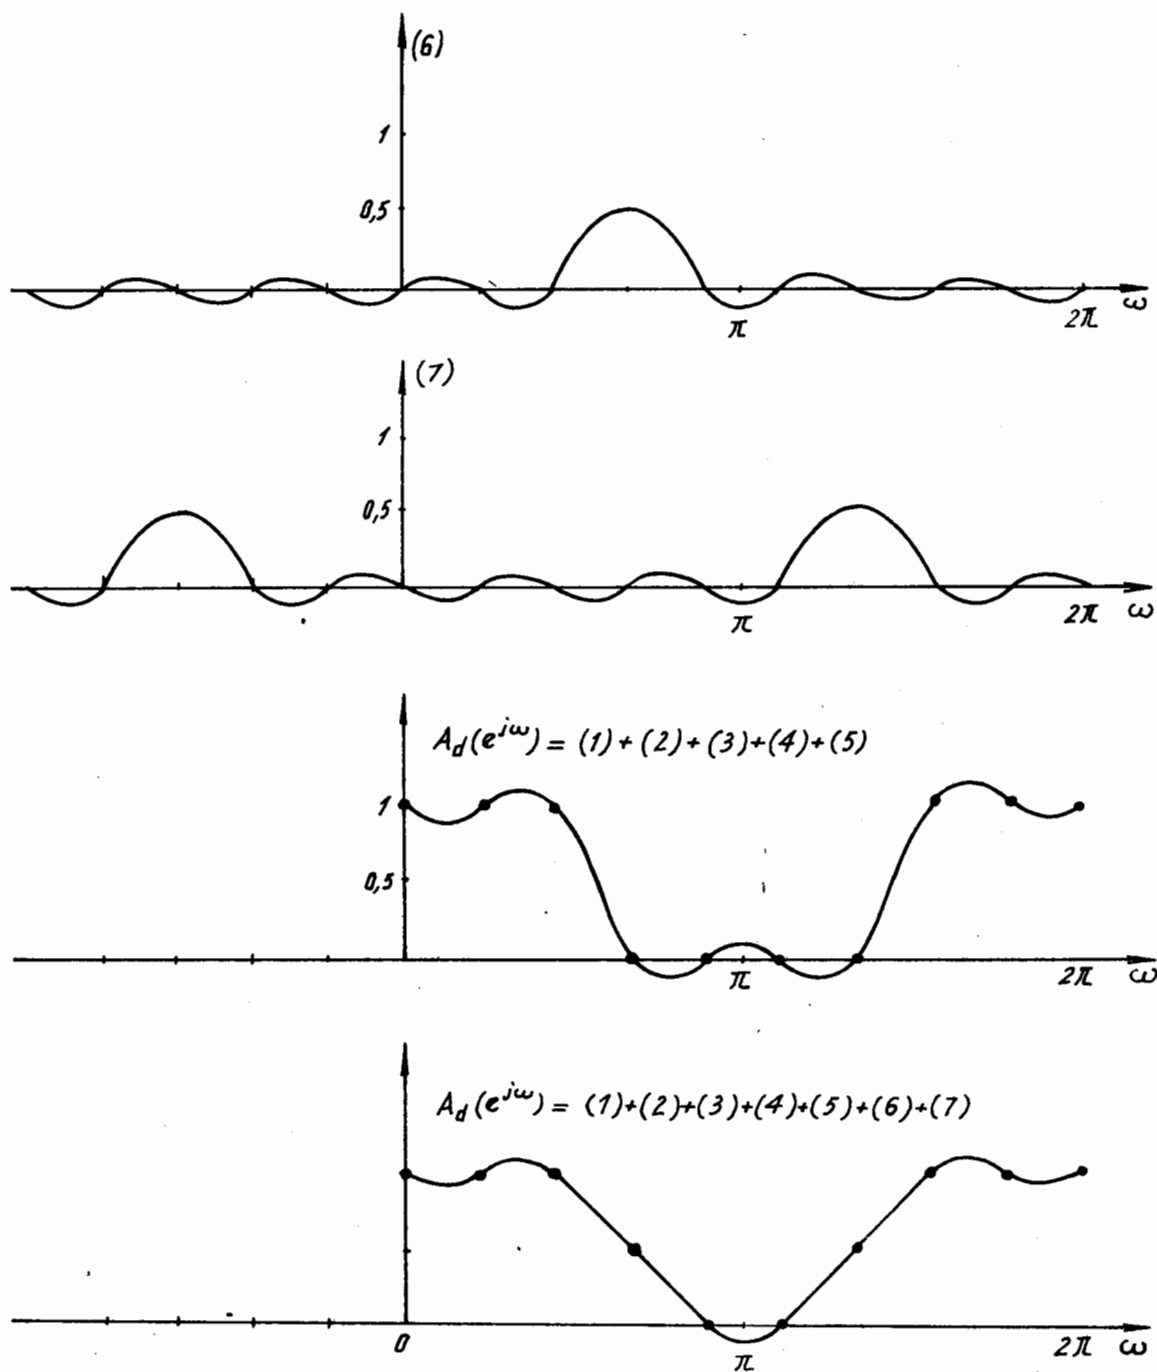 (6)
1
0,5
π
2π ω
(7)
1
0,5
π
2π ω
A_d(e^{jω}) = (1)+(2)+(3)+(4)+(5)
1
0,5
π
2π ω
A_d(e^{jω}) = (1)+(2)+(3)+(4)+(5)+(6)+(7)
0
π
2π ω